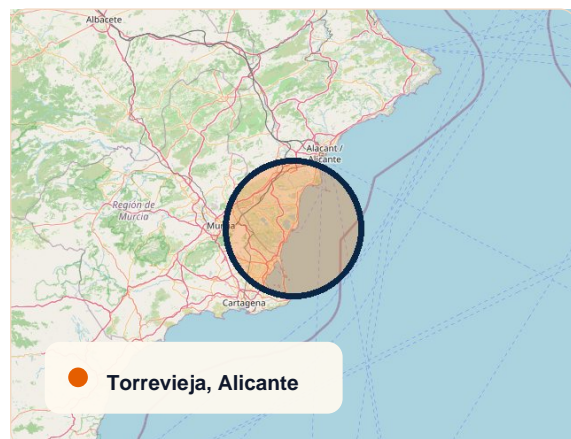 Albacete
Alacant /
Alicante
Región de
Murcia
Murcia
Cartagena
Torrevieja, Alicante